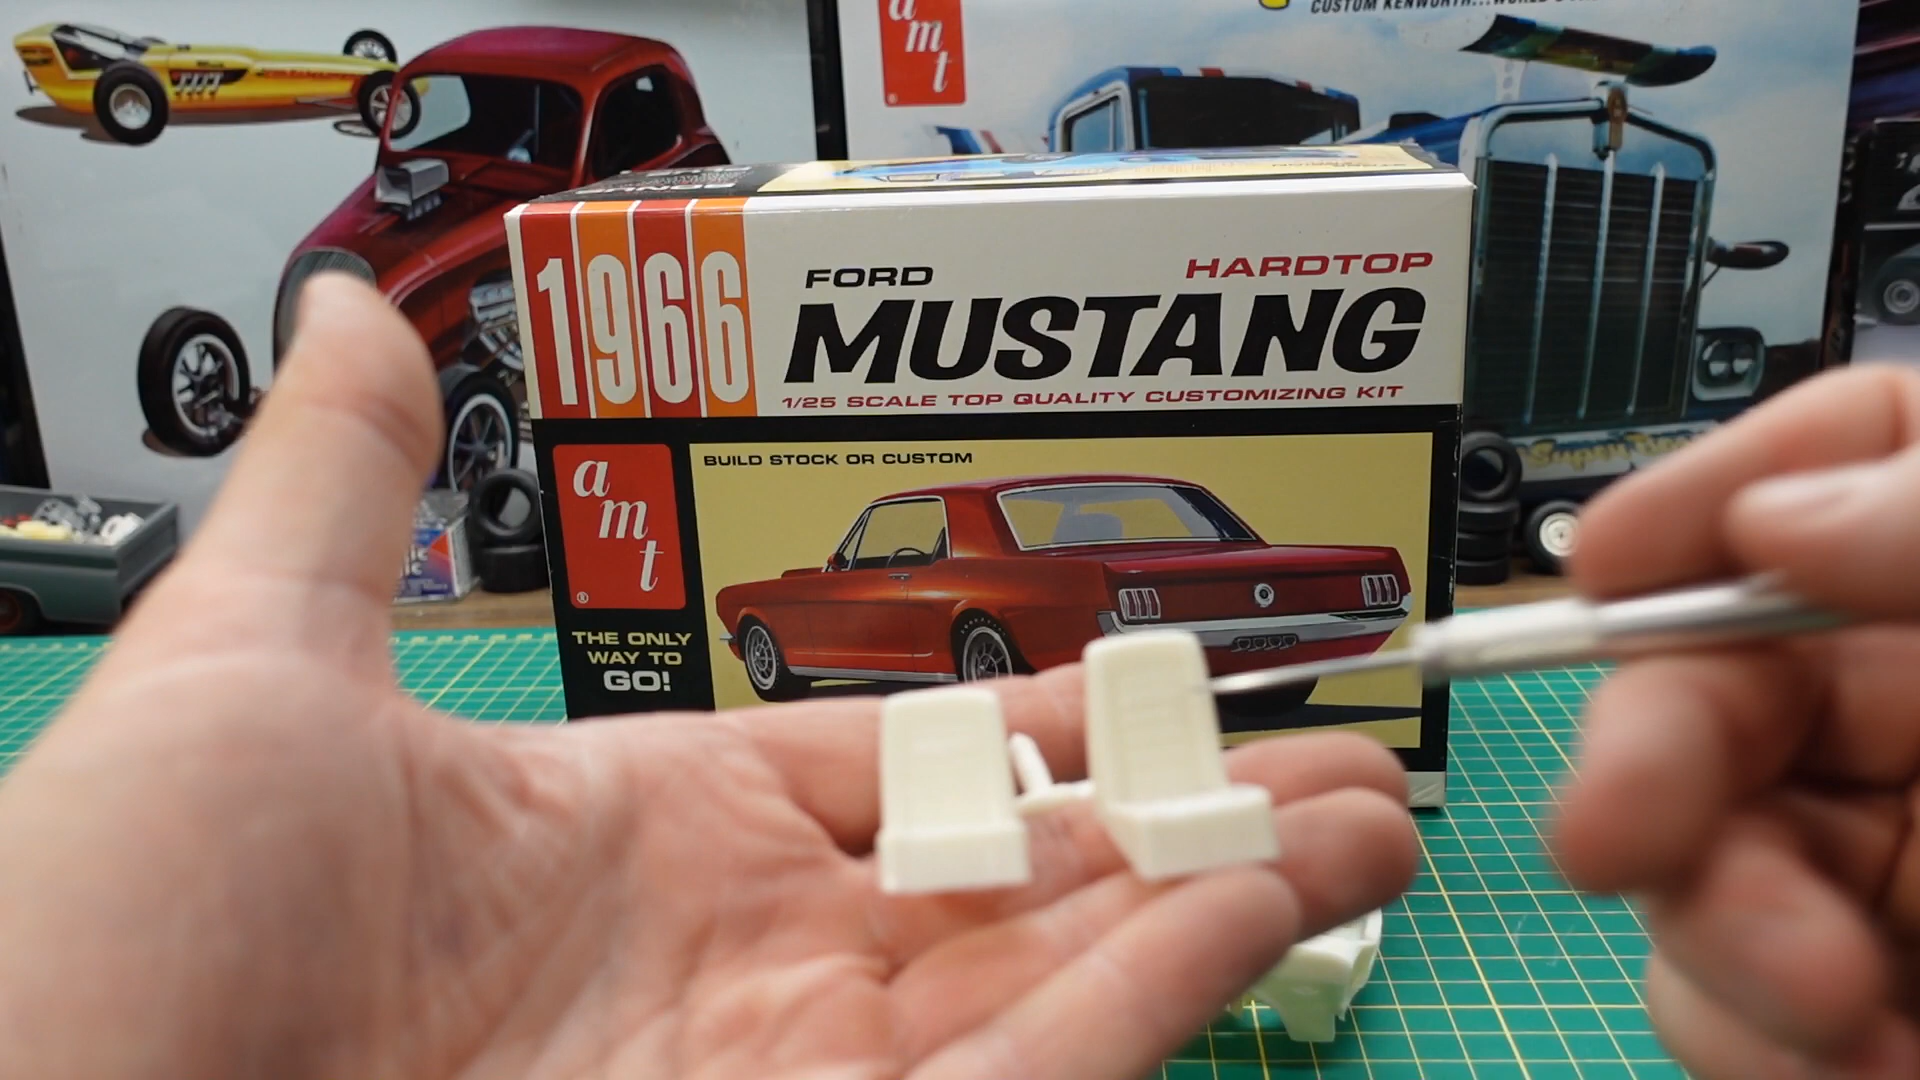 amt
CUSTOM KENWORTH...
1966
FORD
HARDTOP
MUSTANG
1/25 SCALE TOP QUALITY CUSTOMIZING KIT
amt
®
BUILD STOCK OR CUSTOM
THE ONLY
WAY TO
GO!
Super